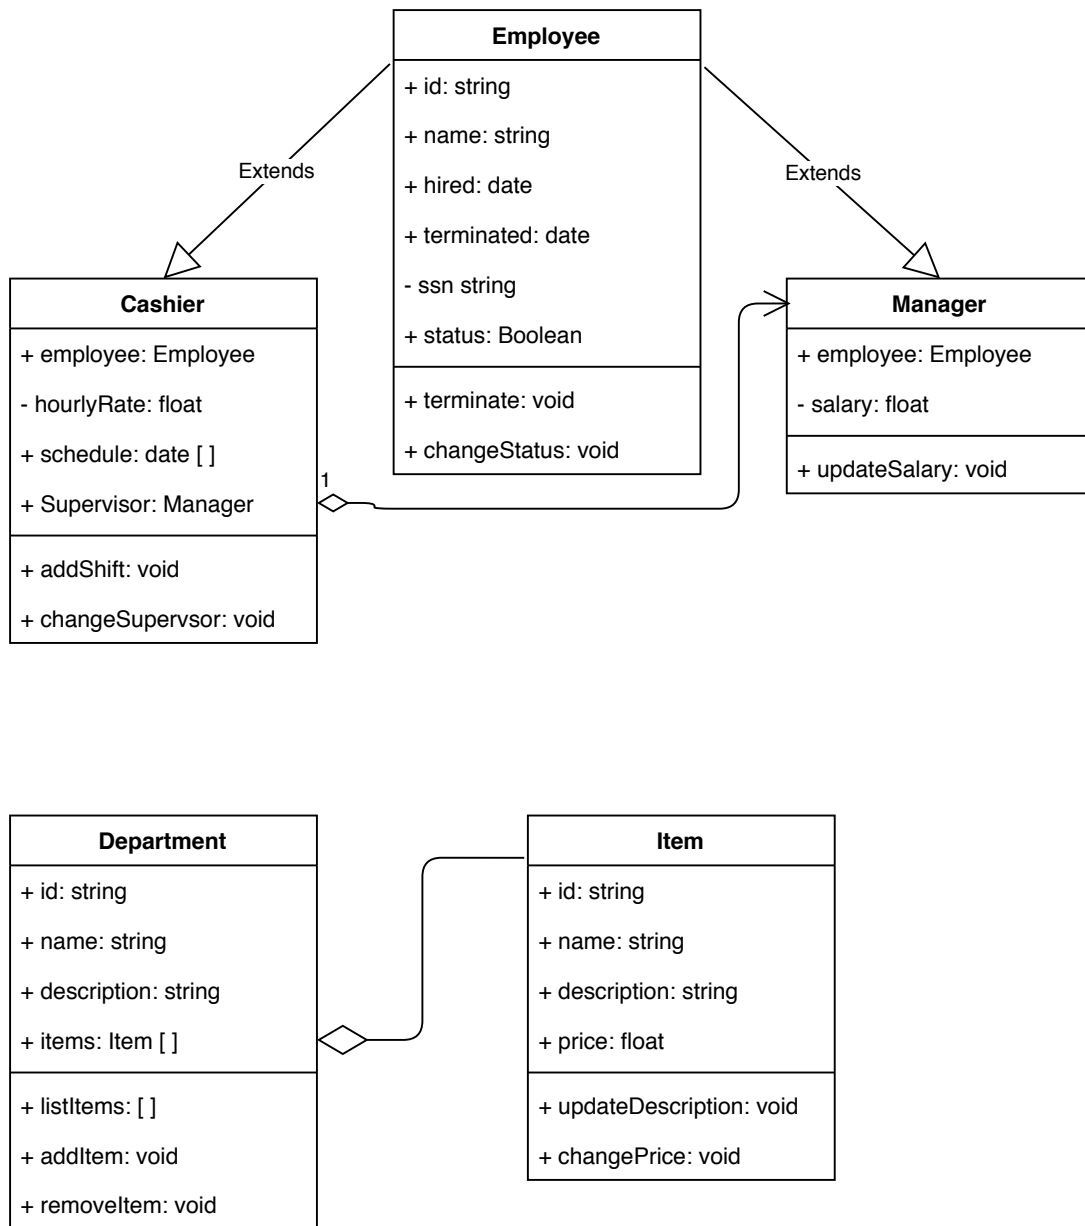 Employee
+ id: string
+ name: string
+ hired: date
+ terminated: date
- ssn string
+ status: Boolean
+ terminate: void
+ changeStatus: void
Extends
Extends
Cashier
+ employee: Employee
- hourlyRate: float
+ schedule: date [ ]
+ Supervisor: Manager
+ addShift: void
+ changeSupervsor: void
1
Manager
+ employee: Employee
- salary: float
+ updateSalary: void
Department
+ id: string
+ name: string
+ description: string
+ items: Item [ ]
+ listItems: [ ]
+ addItem: void
+ removeItem: void
Item
+ id: string
+ name: string
+ description: string
+ price: float
+ updateDescription: void
+ changePrice: void